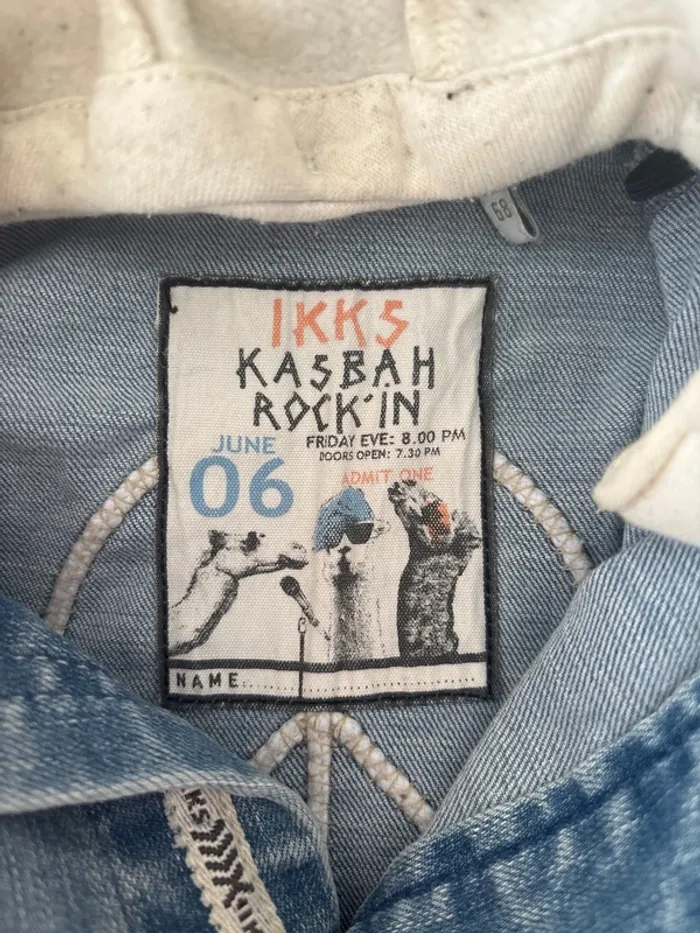 68
IKKS
KASBAH
ROCK'IN
JUNE
06
FRIDAY EVE: 8.00 PM
DOORS OPEN: 7.30 PM
ADMIT ONE
NAME